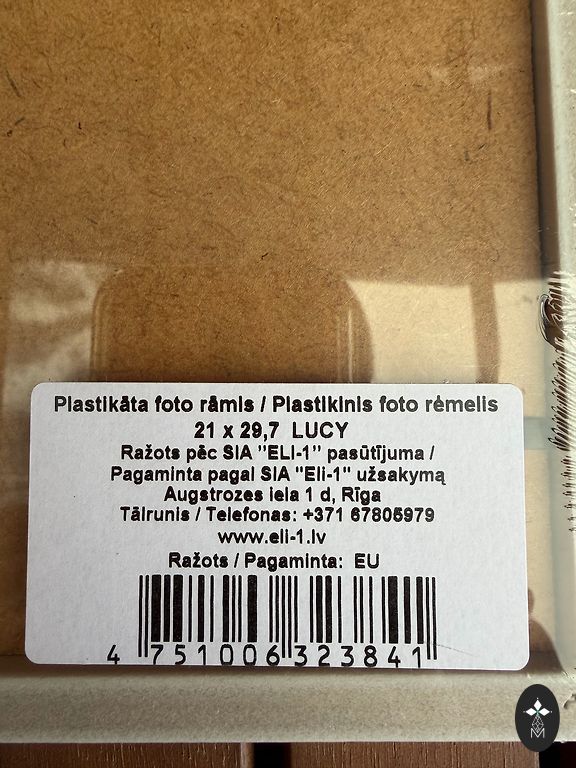 Plastikāta foto rāmis / Plastikinis foto rėmelis
21 x 29,7 LUCY
Ražots pēc SIA "ELI-1" pasūtījuma /
Pagaminta pagal SIA "Eli-1" užsakymą
Augstrozes iela 1 d, Rīga
Tālrunis / Telefonas: +371 67805979
www.eli-1.lv
Ražots / Pagaminta: EU
4 751006 323841
M